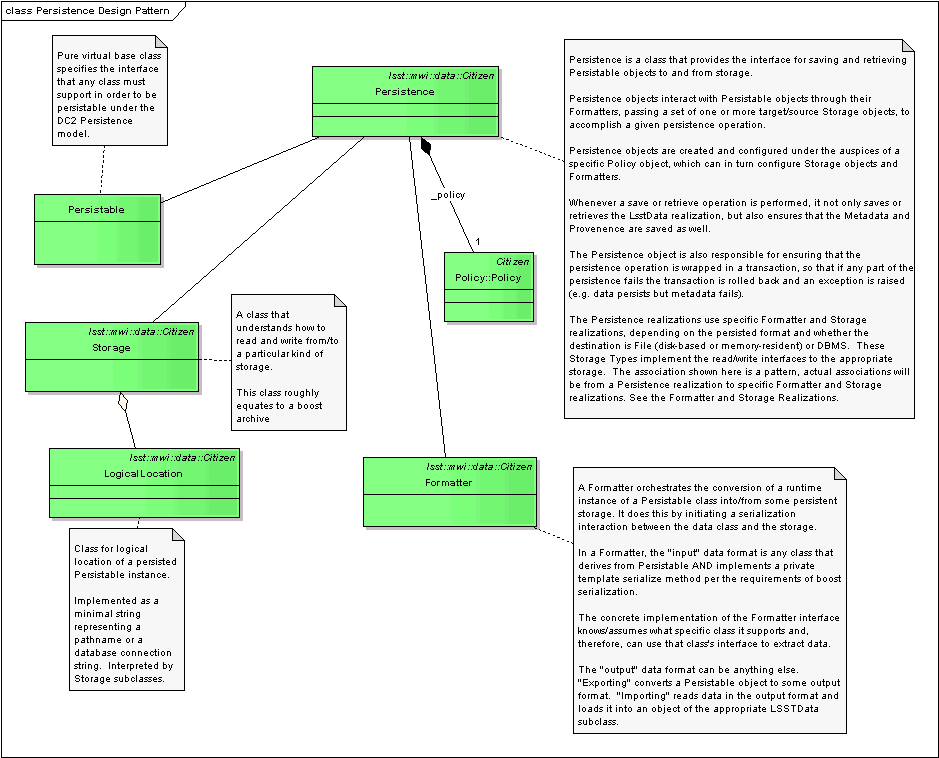 class Persistence Design Pattern
Pure virtual base class
specifies the interface
that any class must
support in order to be
persistable under the
DC2 Persistence
model.
lsst::mwi::data::Citizen
Persistence
Persistence is a class that provides the interface for saving and retrieving
Persistable objects to and from storage.
Persistence objects interact with Persistable objects through their
Formatters, passing a set of one or more target/source Storage objects, to
accomplish a given persistence operation.
Persistence objects are created and configured under the auspices of a
specific Policy object, which can in turn configure Storage objects and
Formatters.
Whenever a save or retrieve operation is performed, it not only saves or
retrieves the LsstData realization, but also ensures that the Metadata and
Provenence are saved as well.
The Persistence object is also responsible for ensuring that the
persistence operation is wrapped in a transaction, so that if any part of the
persistence fails the transaction is rolled back and an exception is raised
(e.g. data persists but metadata fails).
The Persistence realizations use specific Formatter and Storage
realizations, depending on the persisted format and whether the
destination is File (disk-based or memory-resident) or DBMS. These
Storage Types implement the read/write interfaces to the appropriate
storage. The association shown here is a pattern, actual associations will
be from a Persistence realization to specific Formatter and Storage
realizations. See the Formatter and Storage Realizations.
Persistable
_policy
1
Citizen
Policy::Policy
lsst::mwi::data::Citizen
Storage
A class that
understands how to
read and write from/to
a particular kind of
storage.
This class roughly
equates to a boost
archive
lsst::mwi::data::Citizen
LogicalLocation
lsst::mwi::data::Citizen
Formatter
Class for logical
location of a persisted
Persistable instance.
Implemented as a
minimal string
representing a
pathname or a
database connection
string. Interpreted by
Storage subclasses.
A Formatter orchestrates the conversion of a runtime
instance of a Persistable class into/from some persistent
storage. It does this by initiating a serialization
interaction between the data class and the storage.
In a Formatter, the "input" data format is any class that
derives from Persistable AND implements a private
template serialize method per the requirements of boost
serialization.
The concrete implementation of the Formatter interface
knows/assumes what specific class it supports and,
therefore, can use that class's interface to extract data.
The "output" data format can be anything else.
"Exporting" converts a Persistable object to some output
format. "Importing" reads data in the output format and
loads it into an object of the appropriate LSSTData
subclass.